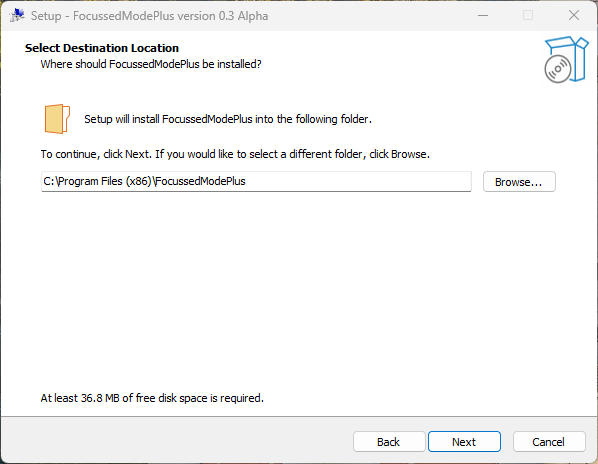 Setup - FocussedModePlus version 0.3 Alpha
Select Destination Location
Where should FocussedModePlus be installed?
Setup will install FocussedModePlus into the following folder.
To continue, click Next. If you would like to select a different folder, click Browse.
C:\Program Files (x86)\FocussedModePlus
Browse...
At least 36.8 MB of free disk space is required.
Back
Next
Cancel